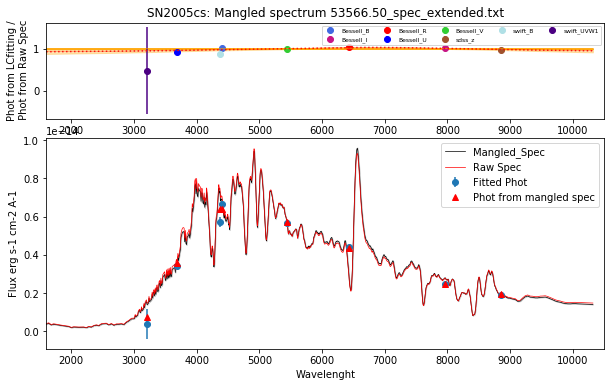 SN2005cs: Mangled spectrum 53566.50_spec_extended.txt
Phot from LCfitting /
Phot from Raw Spec
1
0
Bessell_B
Bessell_I
Bessell_R
Bessell_U
Bessell_V
sdss_z
swift_B
swift_UVW1
2000 3000 4000 5000 6000 7000 8000 9000 10000
1e−14
Flux erg s-1 cm-2 A-1
1.0
0.8
0.6
0.4
0.2
0.0
Mangled_Spec
Raw Spec
Fitted Phot
Phot from mangled spec
2000 3000 4000 5000 6000 7000 8000 9000 10000
Wavelenght